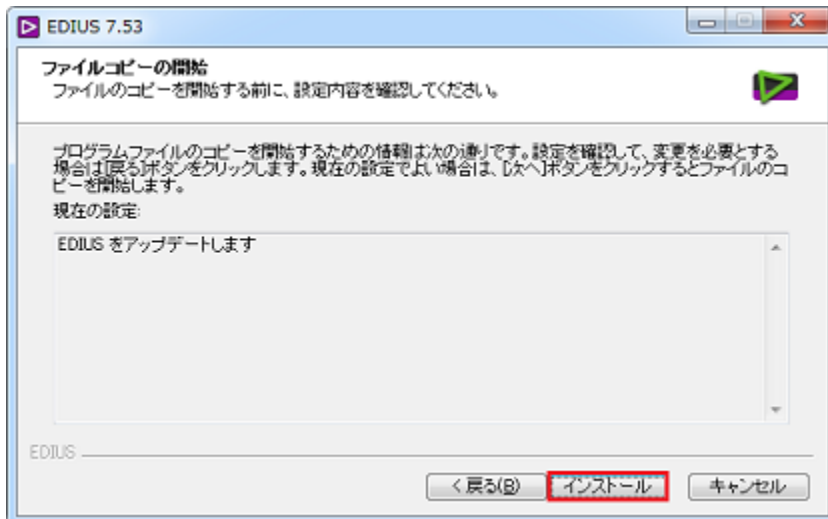 EDIUS 7.53
ファイルコピーの開始
ファイルのコピーを開始する前に、設定内容を確認してください。
プログラムファイルのコピーを開始するための情報は次の通りです。設定を確認して、変更を必要とする
場合は[戻る]ボタンをクリックします。現在の設定でよい場合は、[次へ]ボタンをクリックするとファイルのコ
ピーを開始します。
現在の設定:
EDIUS をアップデートします
EDIUS
< 戻る(B)
インストール
キャンセル